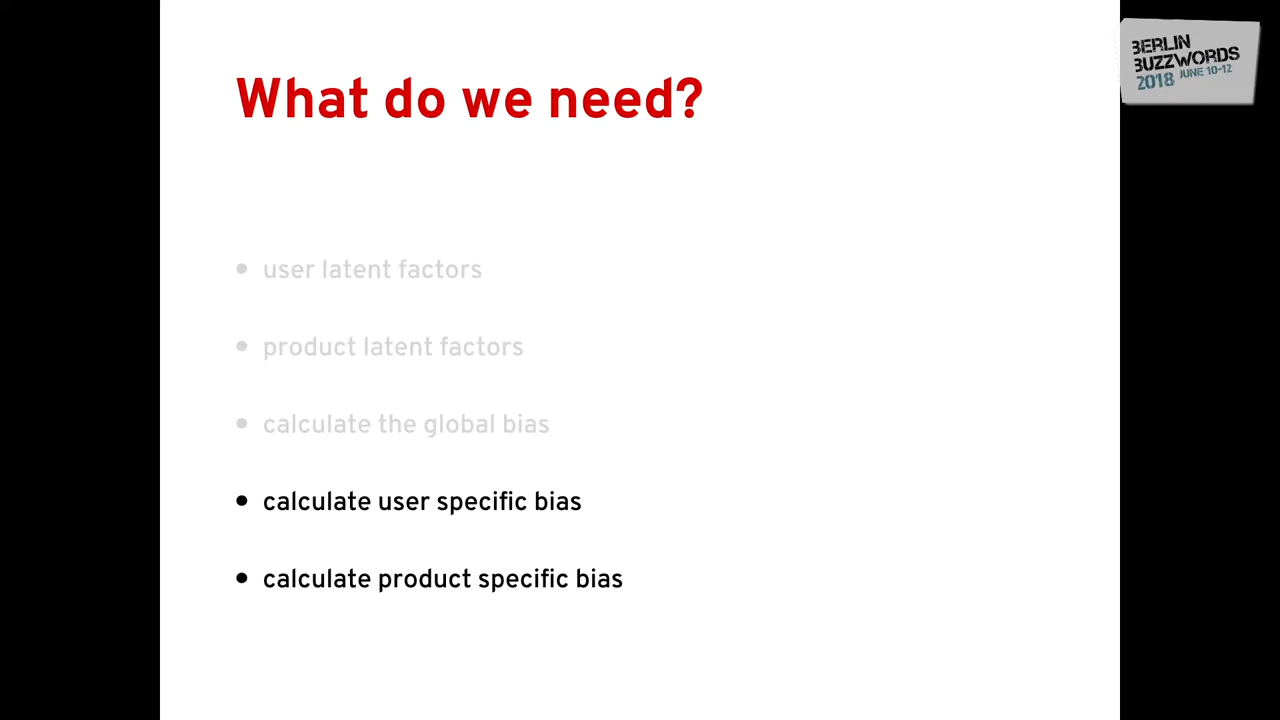 What do we need?
• user latent factors
• product latent factors
• calculate the global bias
• calculate user specific bias
• calculate product specific bias
BERLIN
BUZZWORDS
2018 JUNE 10-12